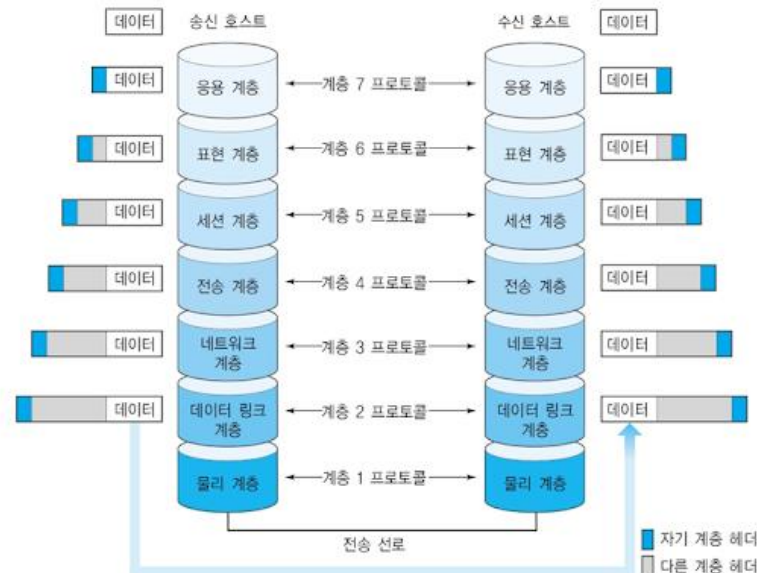 데이터 송신 호스트 수신 호스트 데이터
데이터 응용 계층 계층 7 프로토콜 응용 계층 데이터
데이터 표현 계층 계층 6 프로토콜 표현 계층 데이터
데이터 세션 계층 계층 5 프로토콜 세션 계층 데이터
데이터 전송 계층 계층 4 프로토콜 전송 계층 데이터
데이터 네트워크 계층 계층 3 프로토콜 네트워크 계층 데이터
데이터 데이터 링크 계층 계층 2 프로토콜 데이터 링크 계층 데이터
물리 계층 계층 1 프로토콜 물리 계층
전송 선로
자기 계층 헤더
다른 계층 헤더